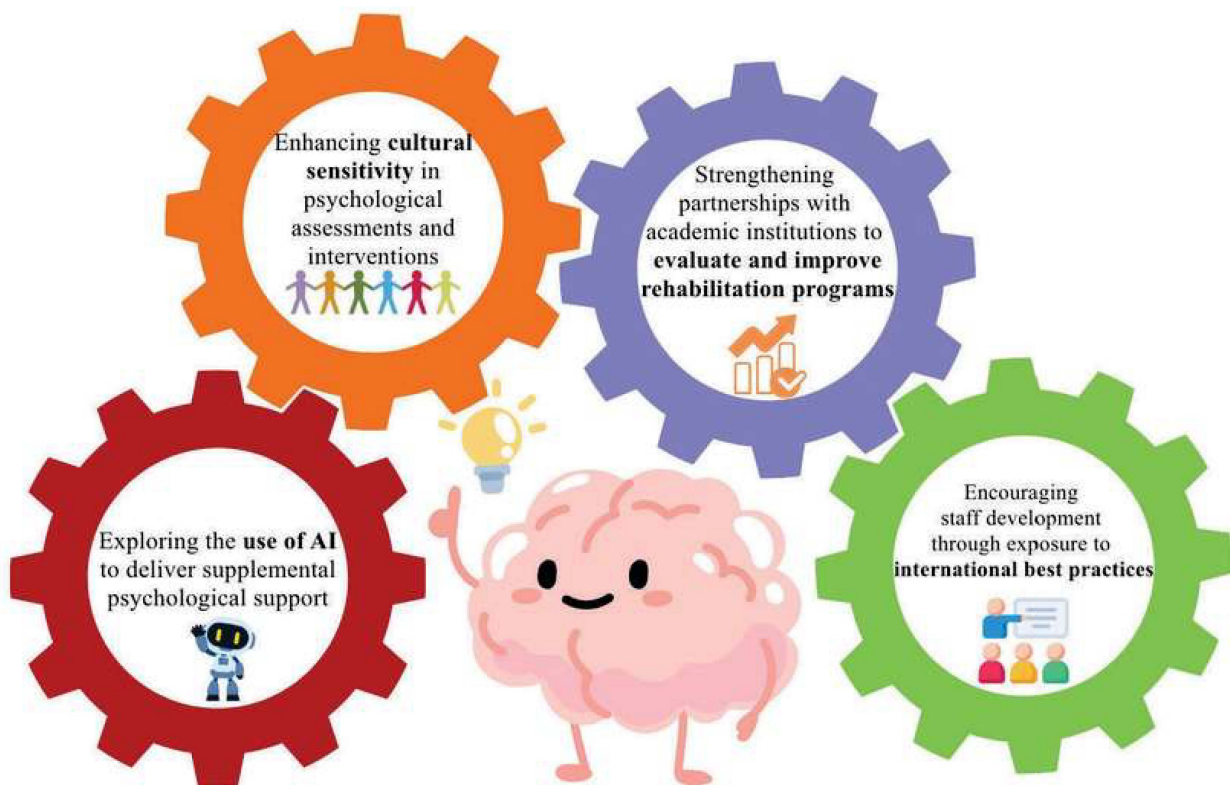 Enhancing cultural
sensitivity in
psychological
assessments and
interventions
Strengthening
partnerships with
academic institutions to
evaluate and improve
rehabilitation programs
Exploring the use of AI
to deliver supplemental
psychological support
Encouraging
staff development
through exposure to
international best practices